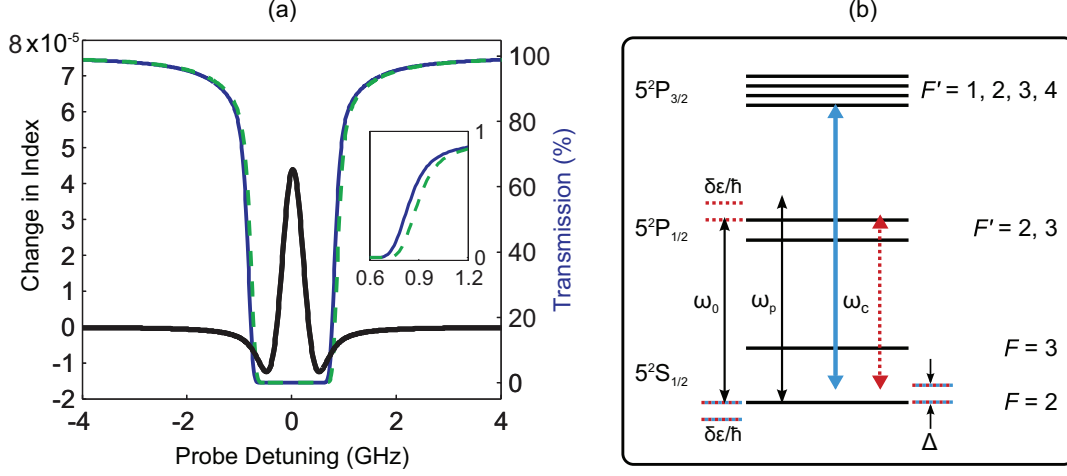 (a)
8 x10⁻⁵
7
6
5
4
3
2
1
0
-1
-2
Change in Index
-4
-2
0
2
4
Probe Detuning (GHz)
100
80
60
40
20
0
Transmission (%)
1
0
0.6
0.9
1.2
(b)
5²P₃/₂
F' = 1, 2, 3, 4
δε/ħ
5²P₁/₂
F' = 2, 3
ω₀
ωₚ
ω꜀
F = 3
5²S₁/₂
F = 2
δε/ħ
Δ